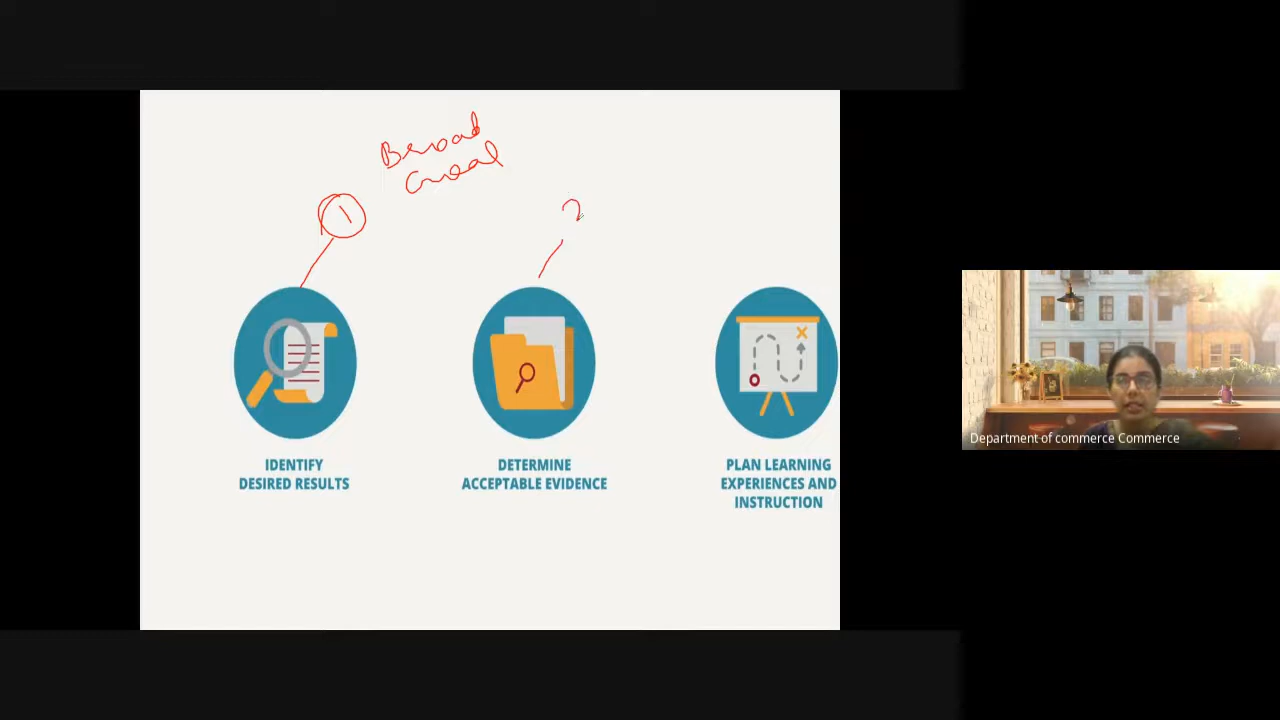 Broad
Goal
1
2
IDENTIFY
DESIRED RESULTS
DETERMINE
ACCEPTABLE EVIDENCE
PLAN LEARNING
EXPERIENCES AND
INSTRUCTION
Department of commerce Commerce